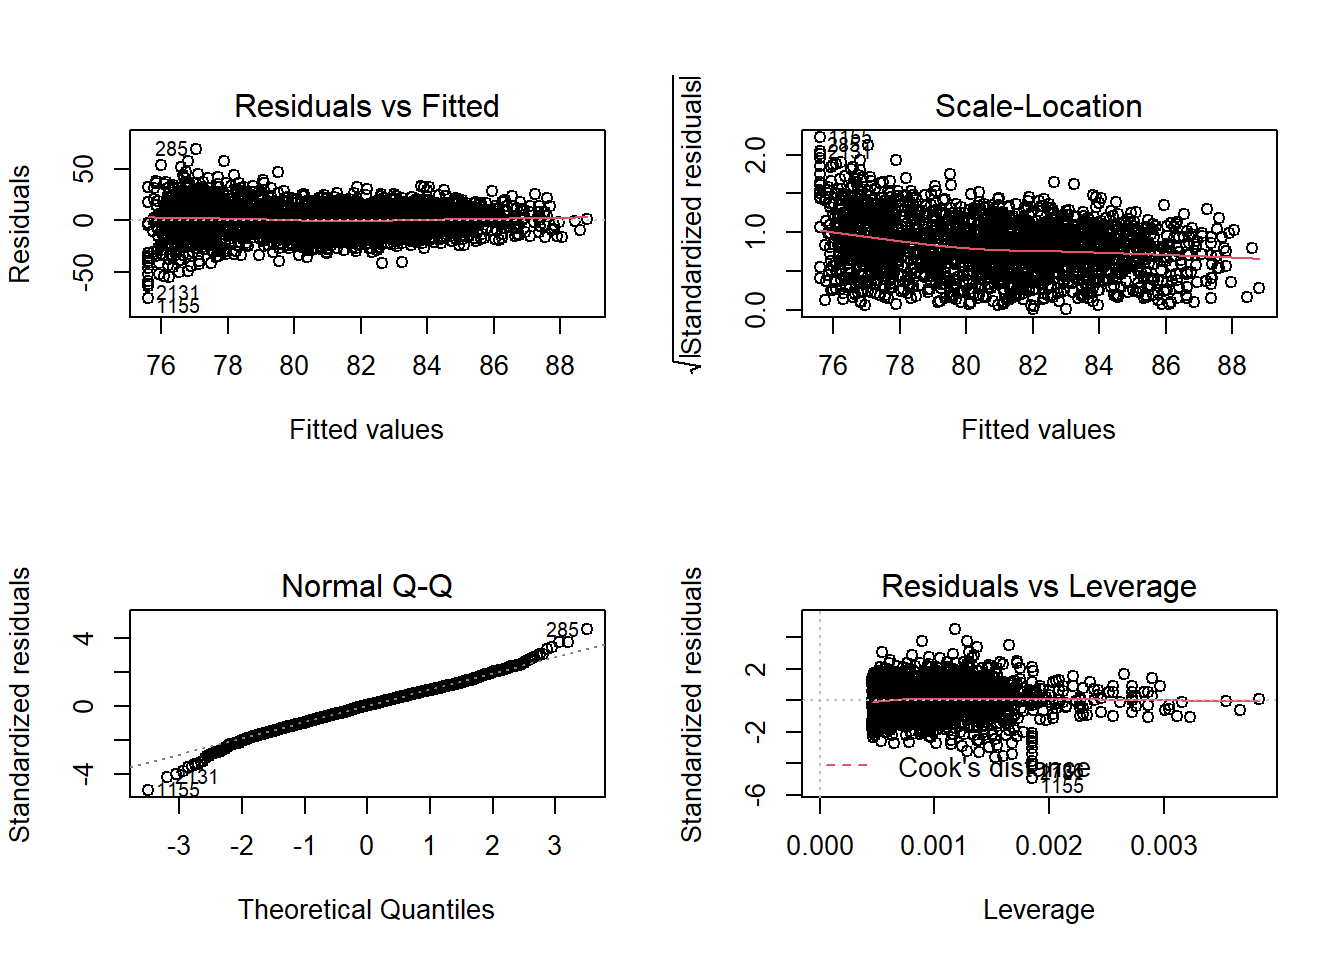 Residuals vs Fitted
Residuals
50
0
-50
285
2131
1155
76 78 80 82 84 86 88
Fitted values
Scale-Location
√|Standardized residuals|
2.0
1.0
0.0
1155
2131
76 78 80 82 84 86 88
Fitted values
Normal Q-Q
Standardized residuals
4
0
-4
285
2131
1155
-3 -2 -1 0 1 2 3
Theoretical Quantiles
Residuals vs Leverage
Standardized residuals
2
-2
-6
Cook's distance
1155
0.000 0.001 0.002 0.003
Leverage